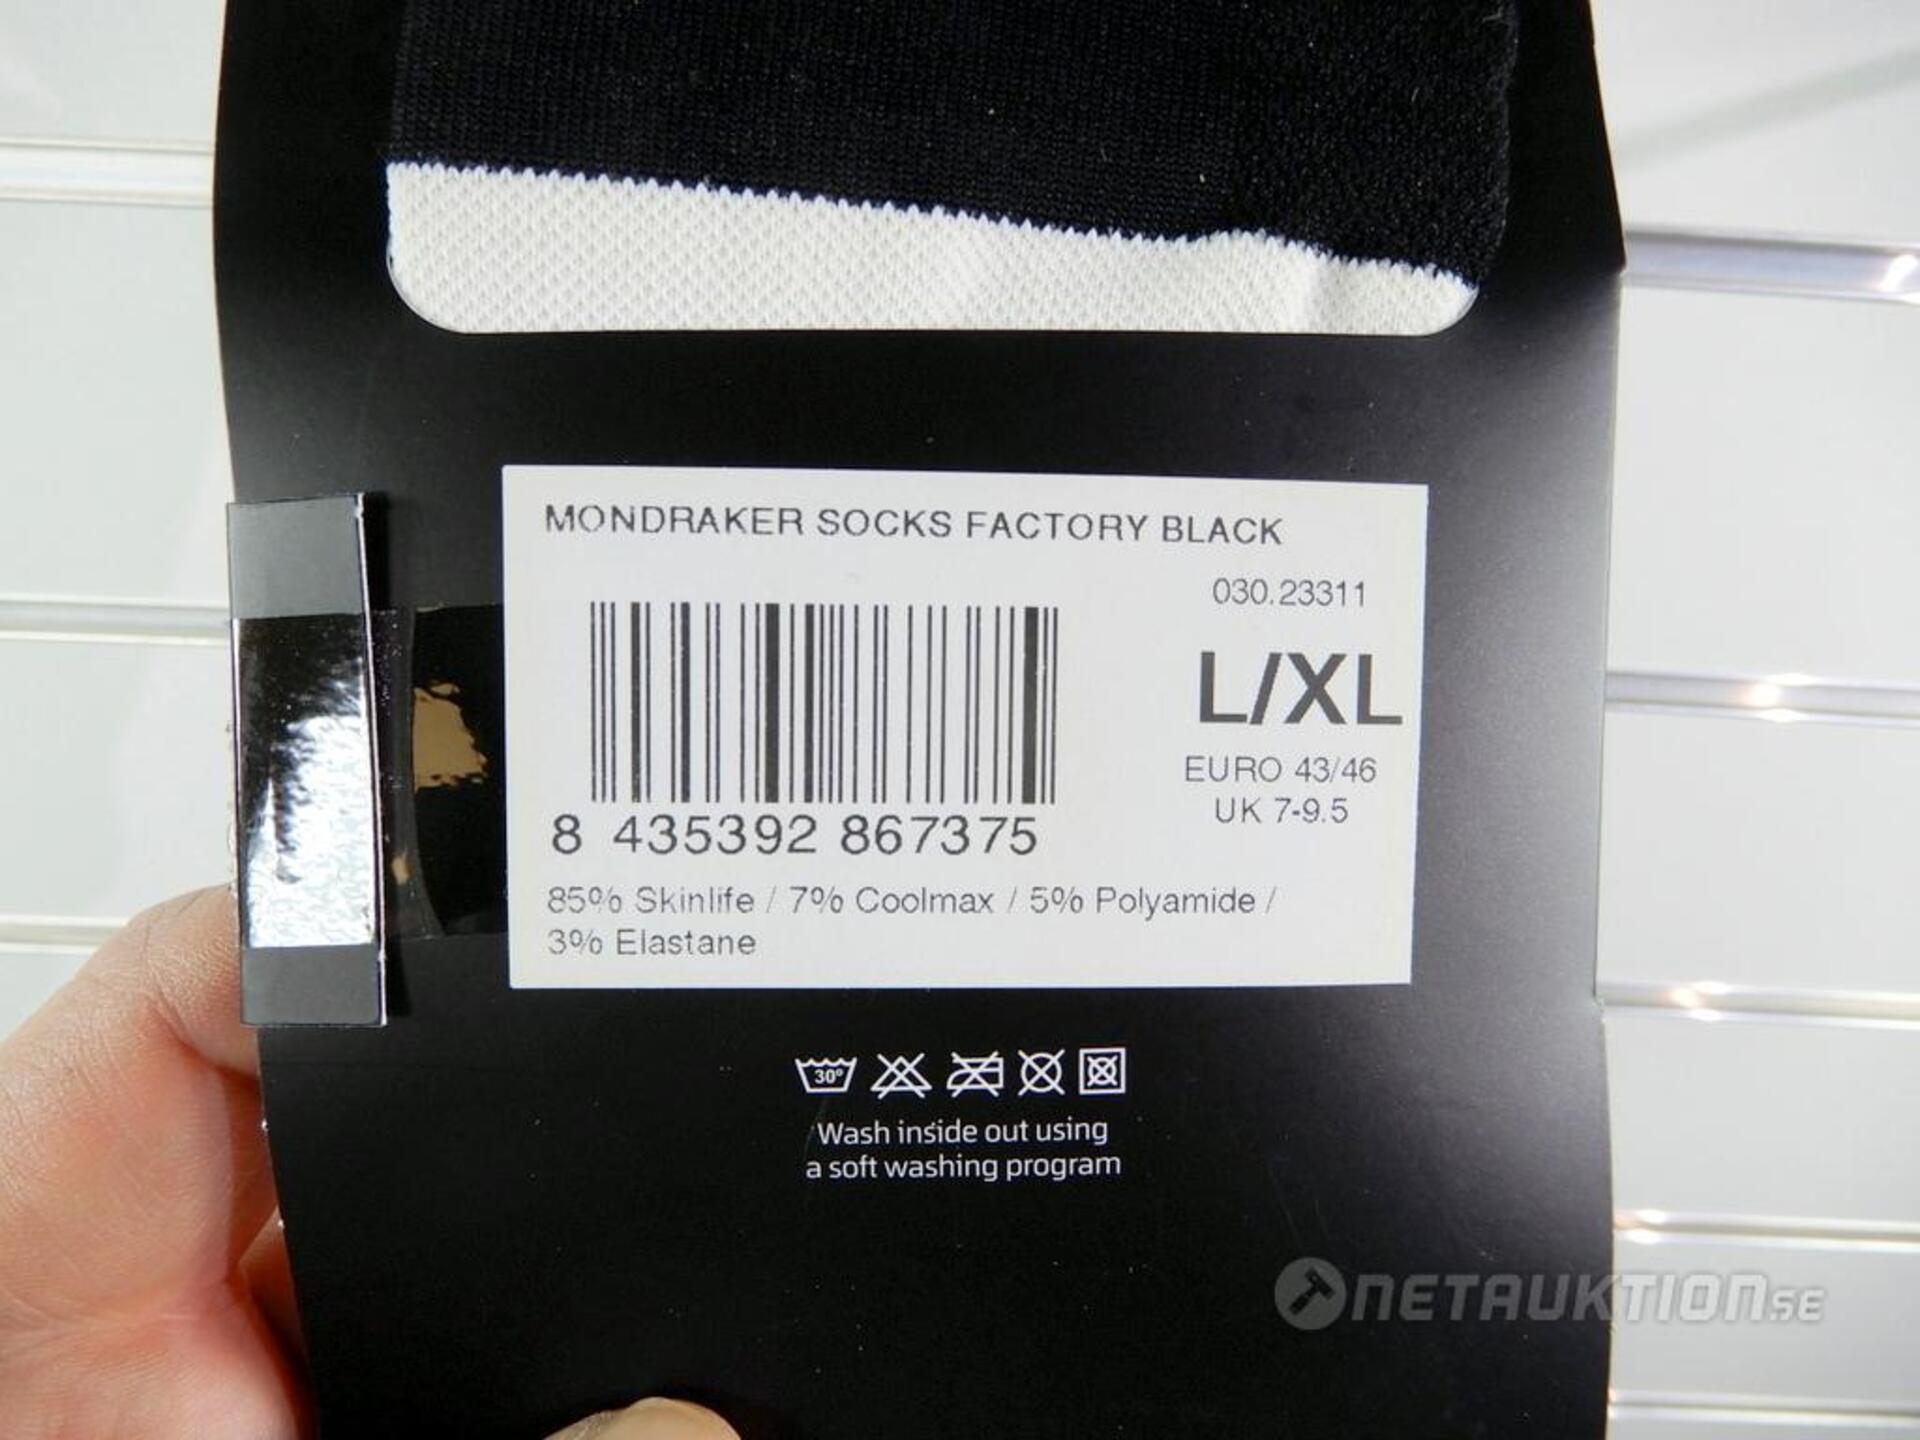 MONDRAKER SOCKS FACTORY BLACK
030.23311
L/XL
EURO 43/46
UK 7-9.5
8 435392 867375
85% Skinlife / 7% Coolmax / 5% Polyamide /
3% Elastane
30°
Wash inside out using
a soft washing program
NETAUKTION.SE